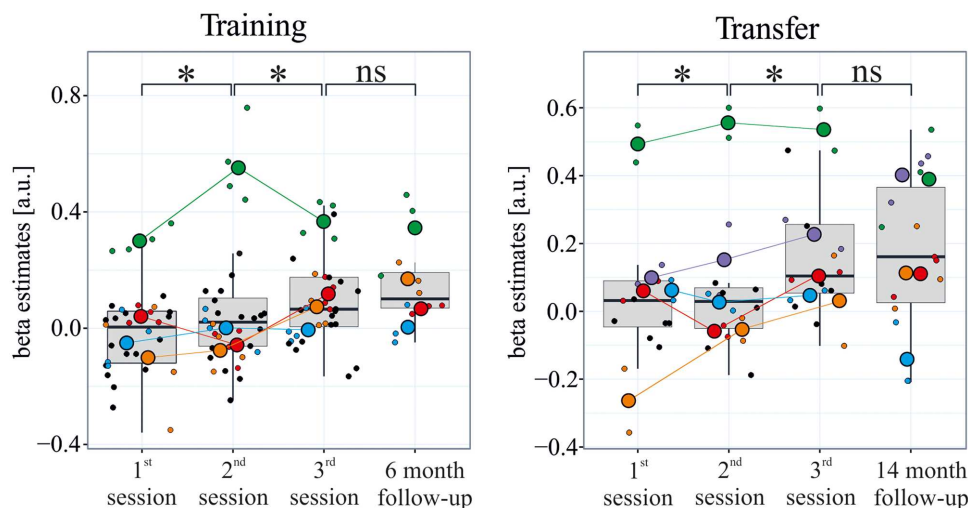 Training
* * ns
0.8
0.4
0.0
−0.4
beta estimates [a.u.]
1st session
2nd session
3rd session
6 month follow-up
Transfer
* * ns
0.6
0.4
0.2
0.0
−0.2
−0.4
beta estimates [a.u.]
1st session
2nd session
3rd session
14 month follow-up